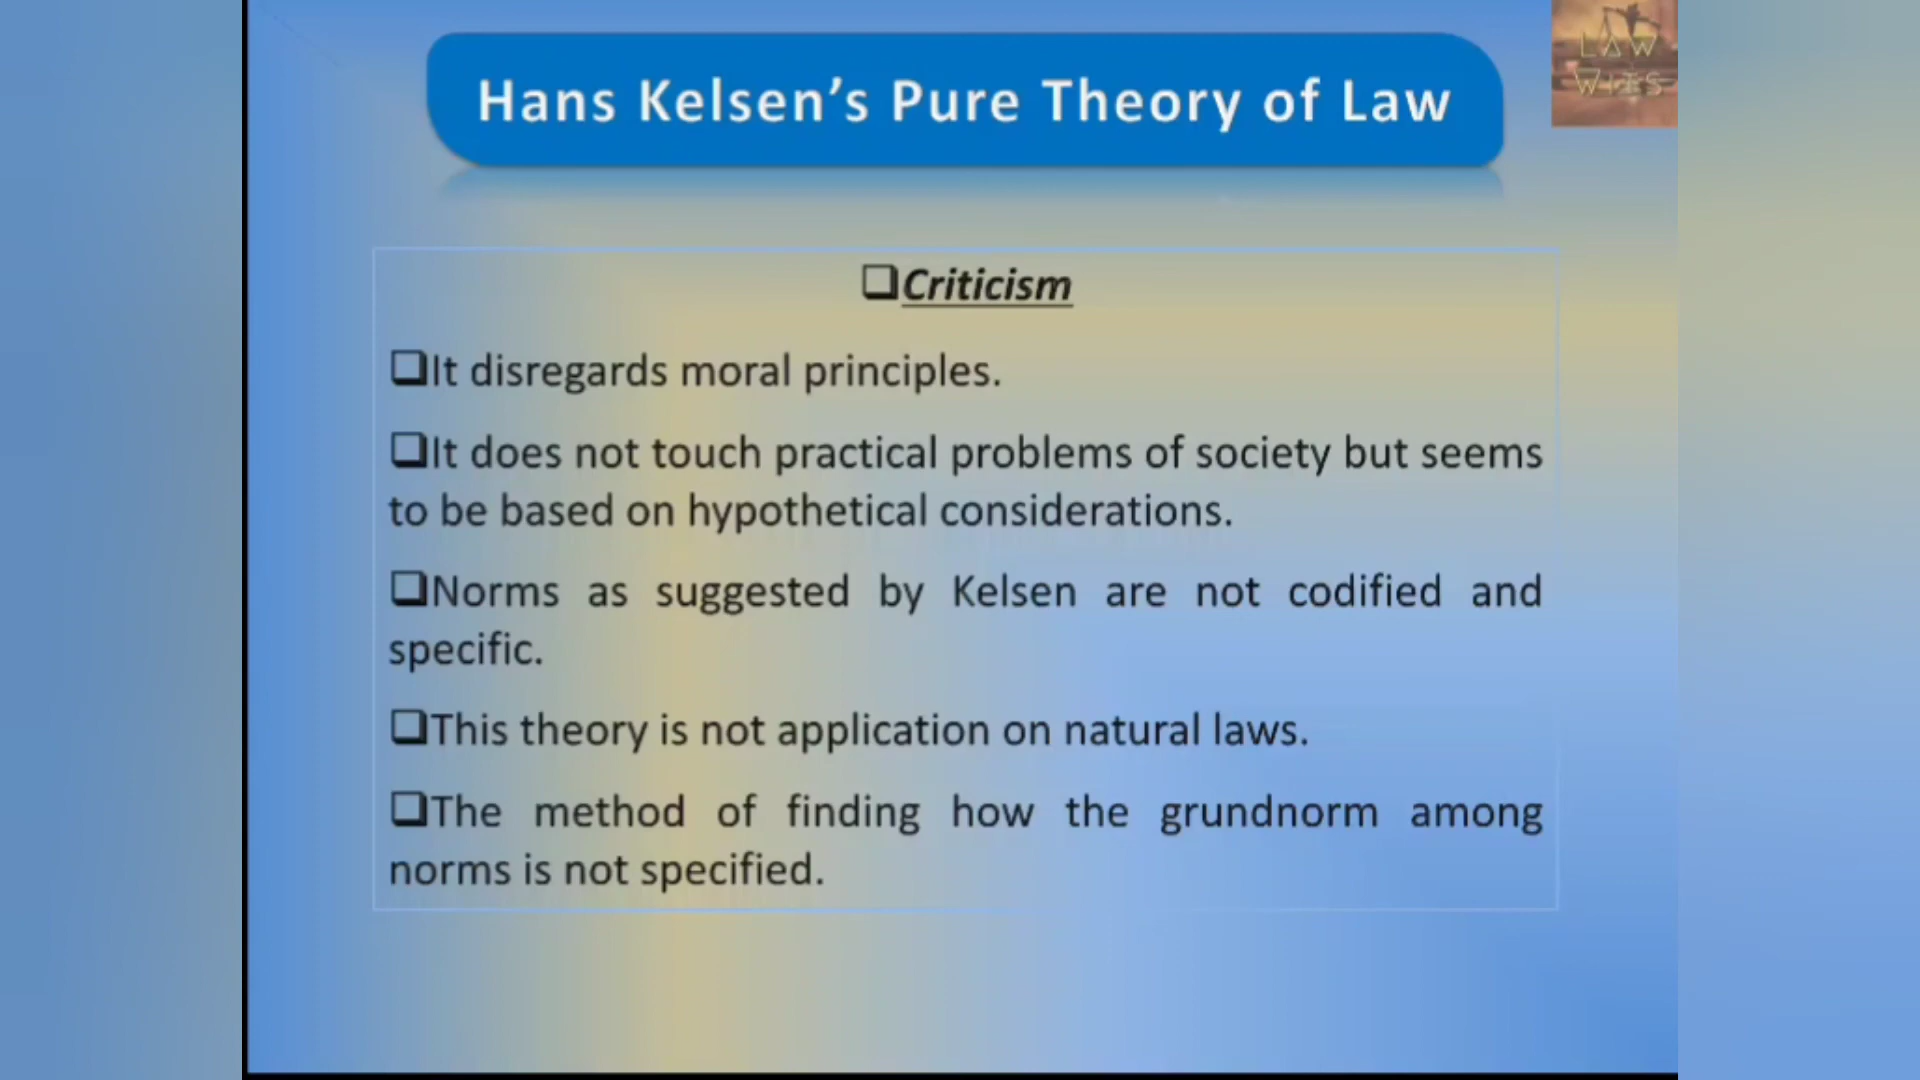 Hans Kelsen’s Pure Theory of Law
LAW
WITS
❑Criticism
❑It disregards moral principles.
❑It does not touch practical problems of society but seems
to be based on hypothetical considerations.
❑Norms as suggested by Kelsen are not codified and
specific.
❑This theory is not application on natural laws.
❑The method of finding how the grundnorm among
norms is not specified.